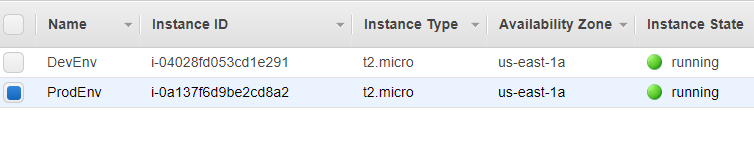 Name Instance ID Instance Type Availability Zone Instance State
DevEnv i-04028fd053cd1e291 t2.micro us-east-1a running
ProdEnv i-0a137f6d9be2cd8a2 t2.micro us-east-1a running